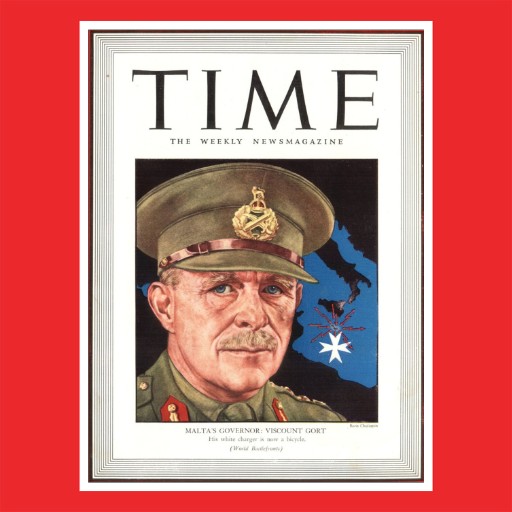 TIME
THE WEEKLY NEWSMAGAZINE
MALTA'S GOVERNOR: VISCOUNT GORT
His white charger is now a bicycle.
(World Battlefronts)